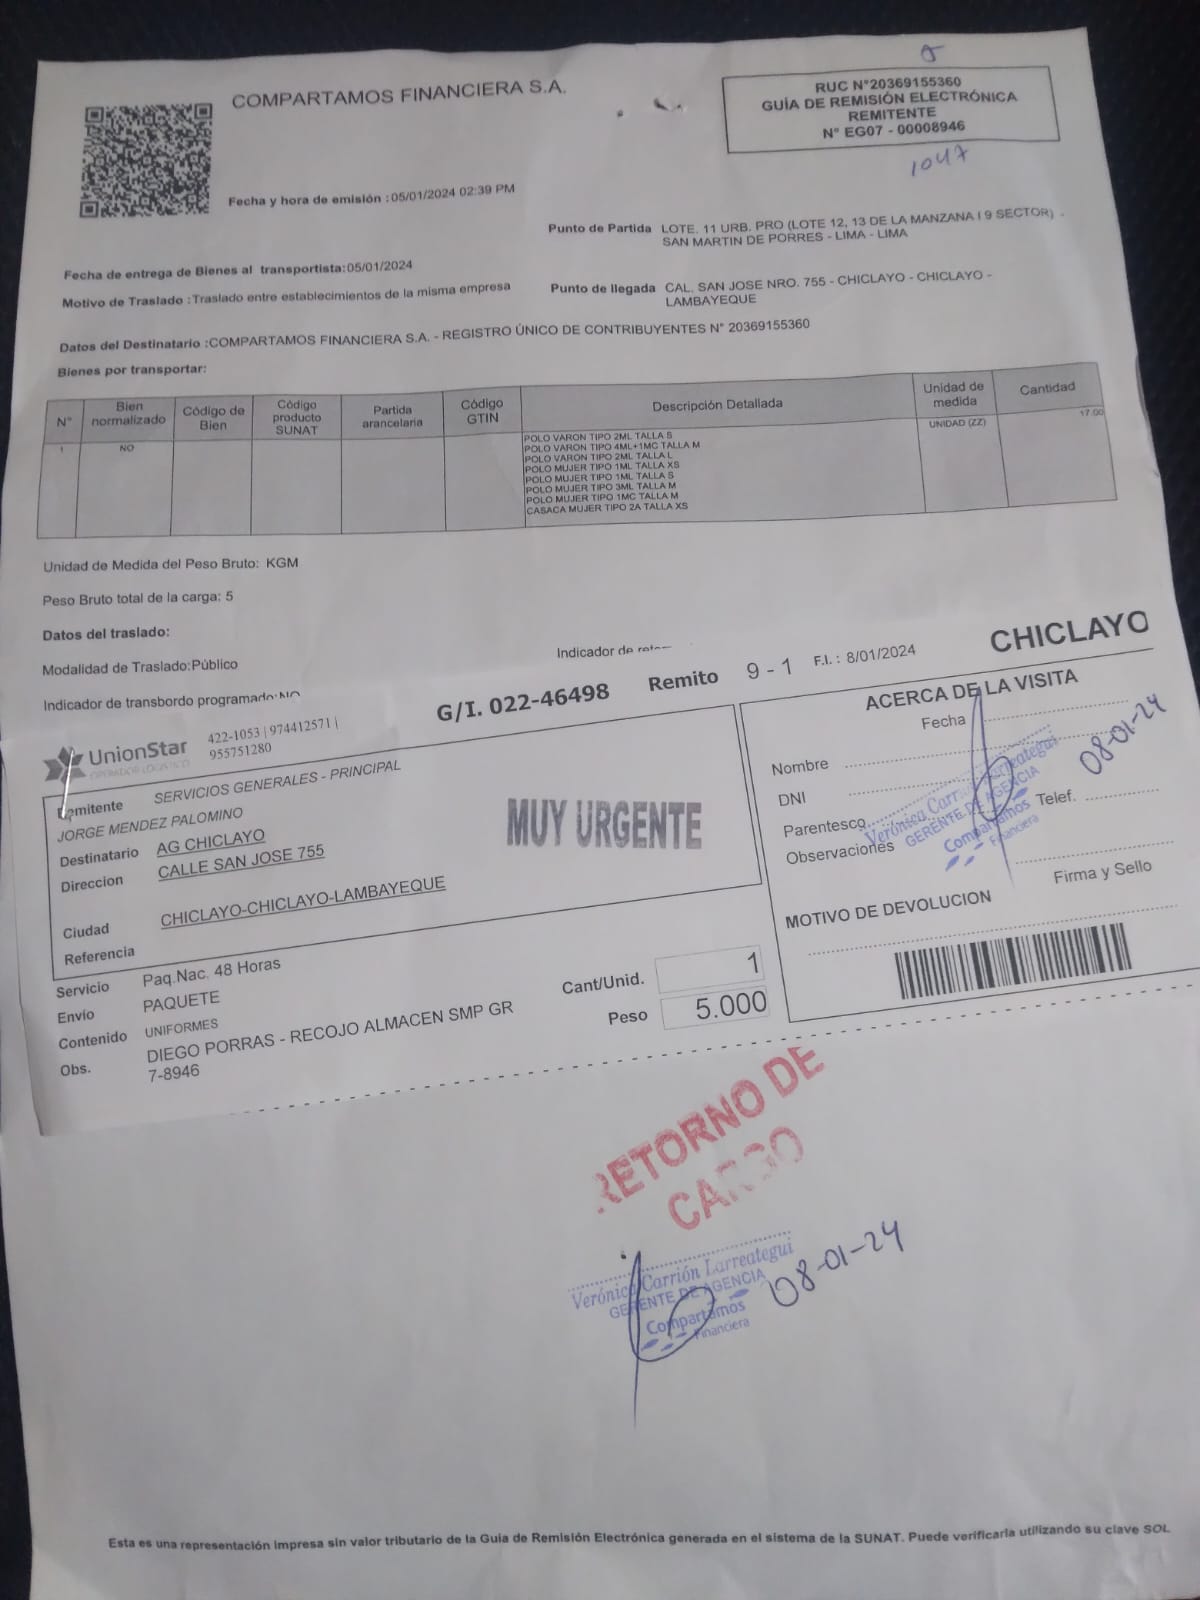 COMPARTAMOS FINANCIERA S.A.
RUC N°20369155360
GUÍA DE REMISIÓN ELECTRÓNICA
REMITENTE
N° EG07 - 00008946
1047
Fecha y hora de emisión :05/01/2024 02:39 PM
Punto de Partida LOTE. 11 URB. PRO (LOTE 12, 13 DE LA MANZANA I 9 SECTOR) -
SAN MARTIN DE PORRES - LIMA - LIMA
Fecha de entrega de Bienes al transportista:05/01/2024
Motivo de Traslado :Traslado entre establecimientos de la misma empresa
Punto de llegada CAL. SAN JOSE NRO. 755 - CHICLAYO - CHICLAYO -
LAMBAYEQUE
Datos del Destinatario :COMPARTAMOS FINANCIERA S.A. - REGISTRO ÚNICO DE CONTRIBUYENTES N° 20369155360
Bienes por transportar:
N° Bien normalizado Código de Bien Código producto SUNAT Partida arancelaria Código GTIN Descripción Detallada Unidad de medida Cantidad
1 NO POLO VARON TIPO 2ML TALLA S UNIDAD (ZZ) 17.00
POLO VARON TIPO 4ML+1MC TALLA M
POLO VARON TIPO 2ML TALLA L
POLO MUJER TIPO 1ML TALLA XS
POLO MUJER TIPO 1ML TALLA S
POLO MUJER TIPO 3ML TALLA M
POLO MUJER TIPO 1MC TALLA M
CASACA MUJER TIPO 2A TALLA XS
Unidad de Medida del Peso Bruto: KGM
Peso Bruto total de la carga: 5
Datos del traslado:
Modalidad de Traslado:Público
Indicador de
Indicador de transbordo programado:NO
CHICLAYO
G/I. 022-46498 Remito 9 - 1 F.I. : 8/01/2024
UnionStar
OPERADOR LOGISTICO
422-1053 | 974412571 |
955751280
Remitente SERVICIOS GENERALES - PRINCIPAL
JORGE MENDEZ PALOMINO
Destinatario AG CHICLAYO
Direccion CALLE SAN JOSE 755
Ciudad CHICLAYO-CHICLAYO-LAMBAYEQUE
Referencia
MUY URGENTE
Servicio Paq.Nac. 48 Horas
Envio PAQUETE
Contenido UNIFORMES
Obs. DIEGO PORRAS - RECOJO ALMACEN SMP GR
7-8946
Cant/Unid. 1
Peso 5.000
ACERCA DE LA VISITA
Fecha
Nombre
DNI
Parentesco Telef.
Observaciones
Verónica Carrión Larreategui
GERENTE DE AGENCIA
Compartamos
Financiera
08-01-24
Firma y Sello
MOTIVO DE DEVOLUCION
RETORNO DE
CARGO
Verónica Carrión Larreategui
GERENTE DE AGENCIA
Compartamos
Financiera
08-01-24
Esta es una representación impresa sin valor tributario de la Guia de Remisión Electrónica generada en el sistema de la SUNAT. Puede verificarla utilizando su clave SOL